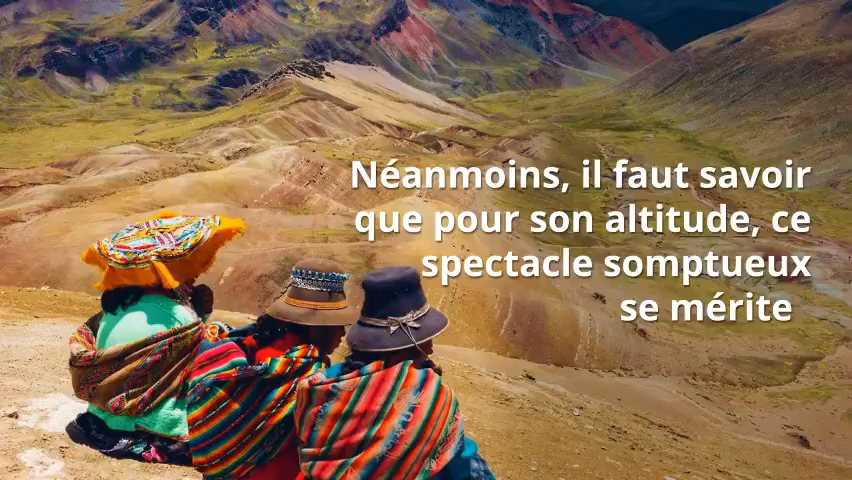 Néanmoins, il faut savoir
que pour son altitude, ce
spectacle somptueux
se mérite